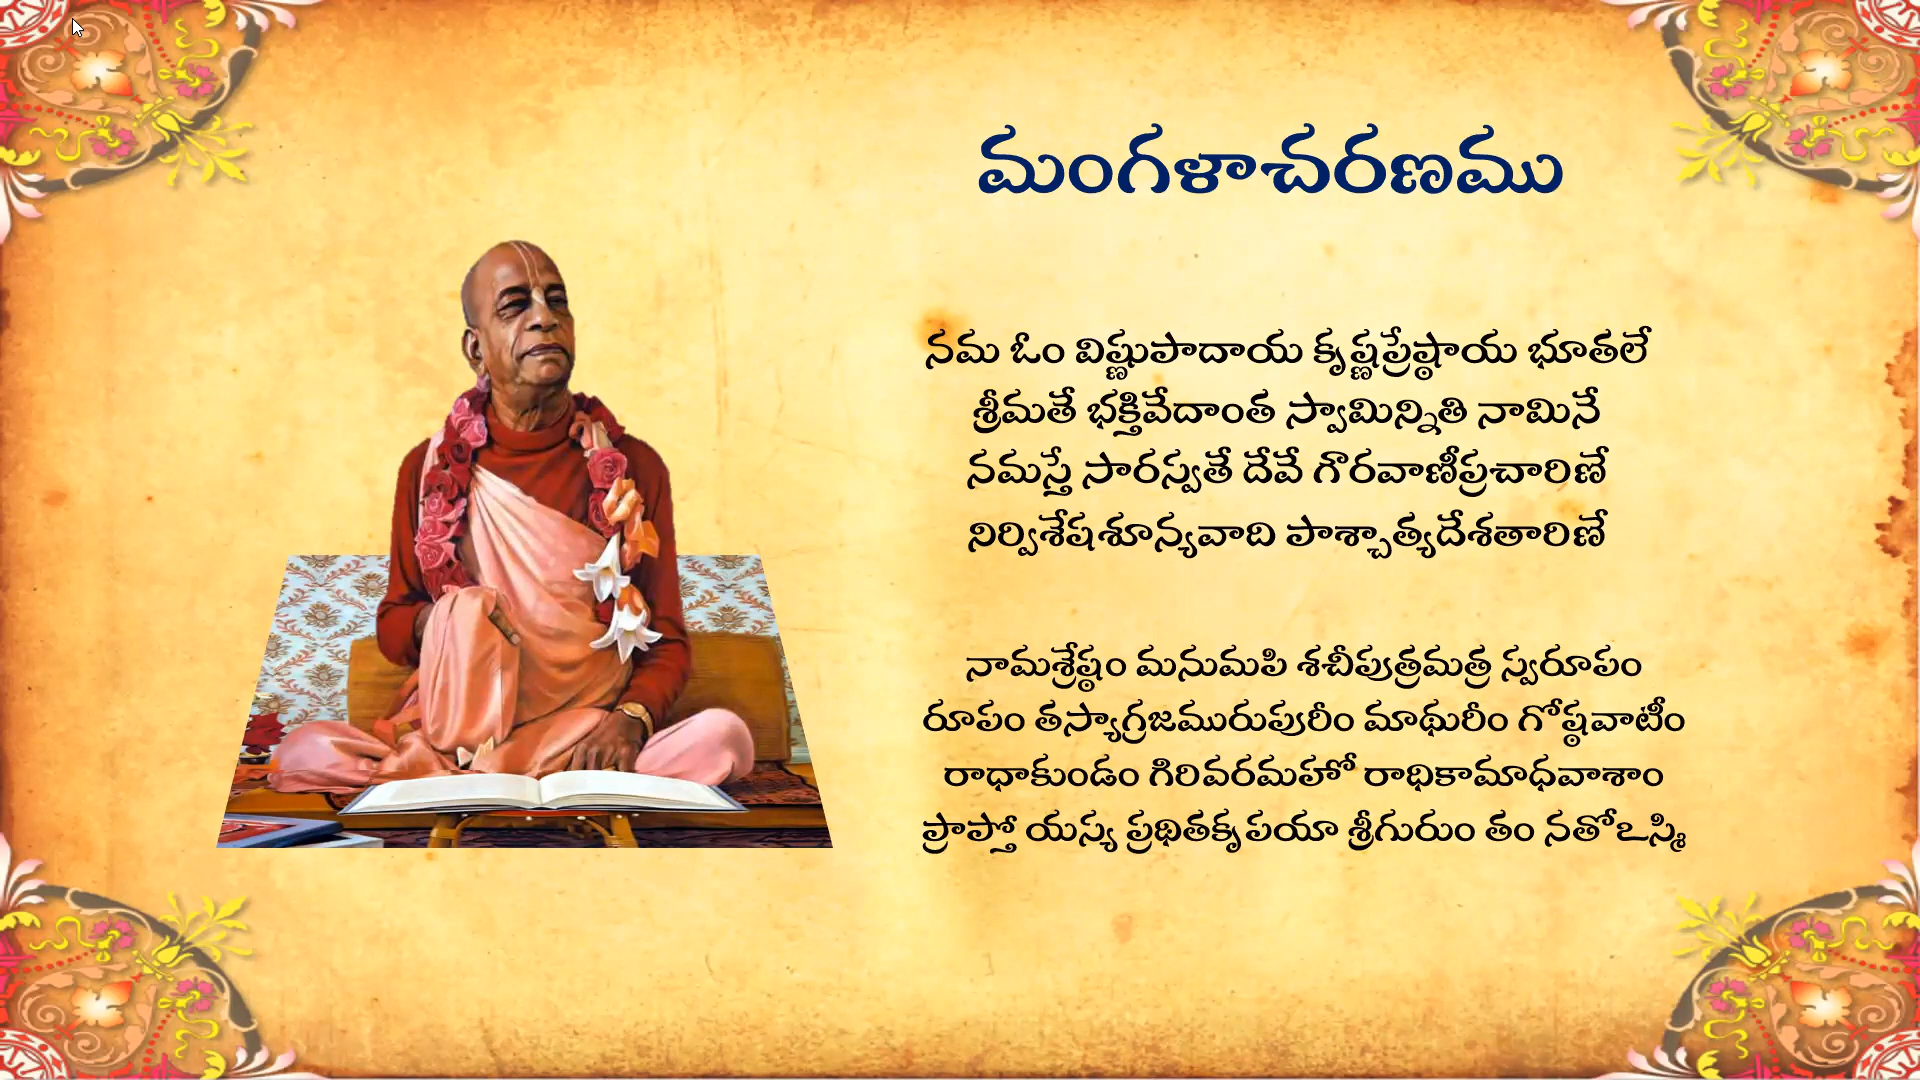 మంగళాచరణము
నమ ఓం విష్ణుపాదాయ కృష్ణప్రేష్ఠాయ భూతలే
శ్రీమతే భక్తివేదాంత స్వామిన్నితి నామినే
నమస్తే సారస్వతే దేవే గౌరవాణీప్రచారిణే
నిర్విశేషశూన్యవాది పాశ్చాత్యదేశతారిణే
నామశ్రేష్ఠం మనుమపి శచీపుత్రమత్ర స్వరూపం
రూపం తస్యాగ్రజమురుపురీం మాథురీం గోష్ఠవాటీం
రాధాకుండం గిరివరమహో రాధికామాధవాశాం
ప్రాప్తో యస్య ప్రథితకృపయా శ్రీగురుం తం నతోఽస్మి